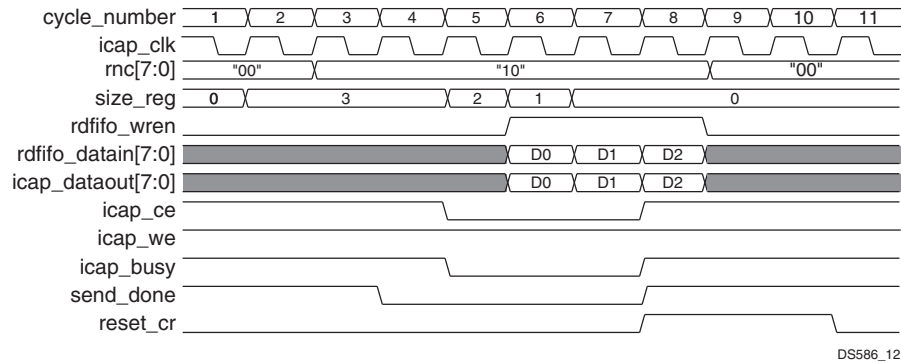 cycle_number 1 2 3 4 5 6 7 8 9 10 11
icap_clk
rnc[7:0] "00" "10" "00"
size_reg 0 3 2 1 0
rdfifo_wren
rdfifo_datain[7:0] D0 D1 D2
icap_dataout[7:0] D0 D1 D2
icap_ce
icap_we
icap_busy
send_done
reset_cr
DS586_12